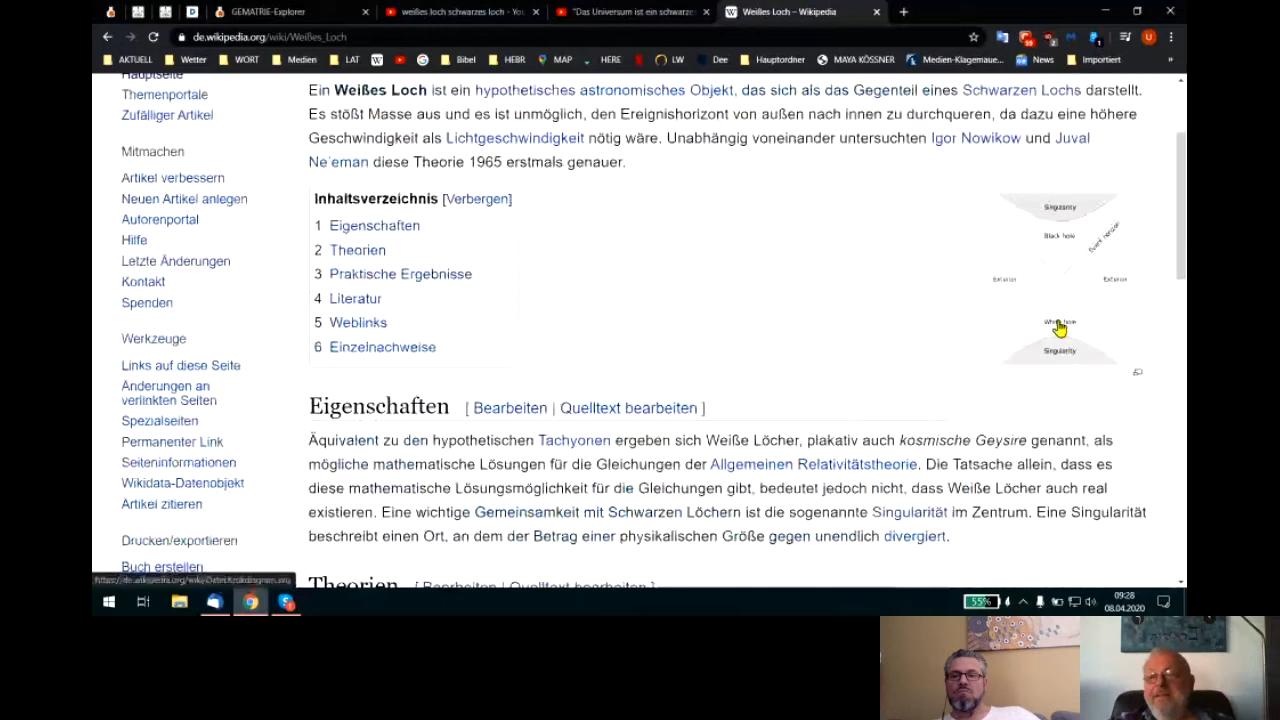 GEMATRIE-Explorer
weißes loch schwarzes loch - You
"Das Universum ist ein schwarze
Weißes Loch – Wikipedia
de.wikipedia.org/wiki/Weißes_Loch
AKTUELL
Wetter
WORT
Medien
LAT
Bibel
HEBR
MAP
HERE
LW
Dee
Hauptordner
MAYA KÖSSNER
Medien-Klagemaue...
News
Importiert
»
Hauptseite
Themenportale
Zufälliger Artikel
Mitmachen
Artikel verbessern
Neuen Artikel anlegen
Autorenportal
Hilfe
Letzte Änderungen
Kontakt
Spenden
Werkzeuge
Links auf diese Seite
Änderungen an
verlinkten Seiten
Spezialseiten
Permanenter Link
Seiteninformationen
Wikidata-Datenobjekt
Artikel zitieren
Drucken/exportieren
Buch erstellen
Ein Weißes Loch ist ein hypothetisches astronomisches Objekt, das sich als das Gegenteil eines Schwarzen Lochs darstellt.
Es stößt Masse aus und es ist unmöglich, den Ereignishorizont von außen nach innen zu durchqueren, da dazu eine höhere
Geschwindigkeit als Lichtgeschwindigkeit nötig wäre. Unabhängig voneinander untersuchten Igor Nowikow und Juval
Ne'eman diese Theorie 1965 erstmals genauer.
Inhaltsverzeichnis [Verbergen]
1 Eigenschaften
2 Theorien
3 Praktische Ergebnisse
4 Literatur
5 Weblinks
6 Einzelnachweise
Singularity
Black hole
Event horizon
Exterior
Exterior
Singularity
Eigenschaften [ Bearbeiten | Quelltext bearbeiten ]
Äquivalent zu den hypothetischen Tachyonen ergeben sich Weiße Löcher, plakativ auch kosmische Geysire genannt, als
mögliche mathematische Lösungen für die Gleichungen der Allgemeinen Relativitätstheorie. Die Tatsache allein, dass es
diese mathematische Lösungsmöglichkeit für die Gleichungen gibt, bedeutet jedoch nicht, dass Weiße Löcher auch real
existieren. Eine wichtige Gemeinsamkeit mit Schwarzen Löchern ist die sogenannte Singularität im Zentrum. Eine Singularität
beschreibt einen Ort, an dem der Betrag einer physikalischen Größe gegen unendlich divergiert.
Theorien [ Bearbeiten | Quelltext bearbeiten ]
55%
09:28
08.04.2020